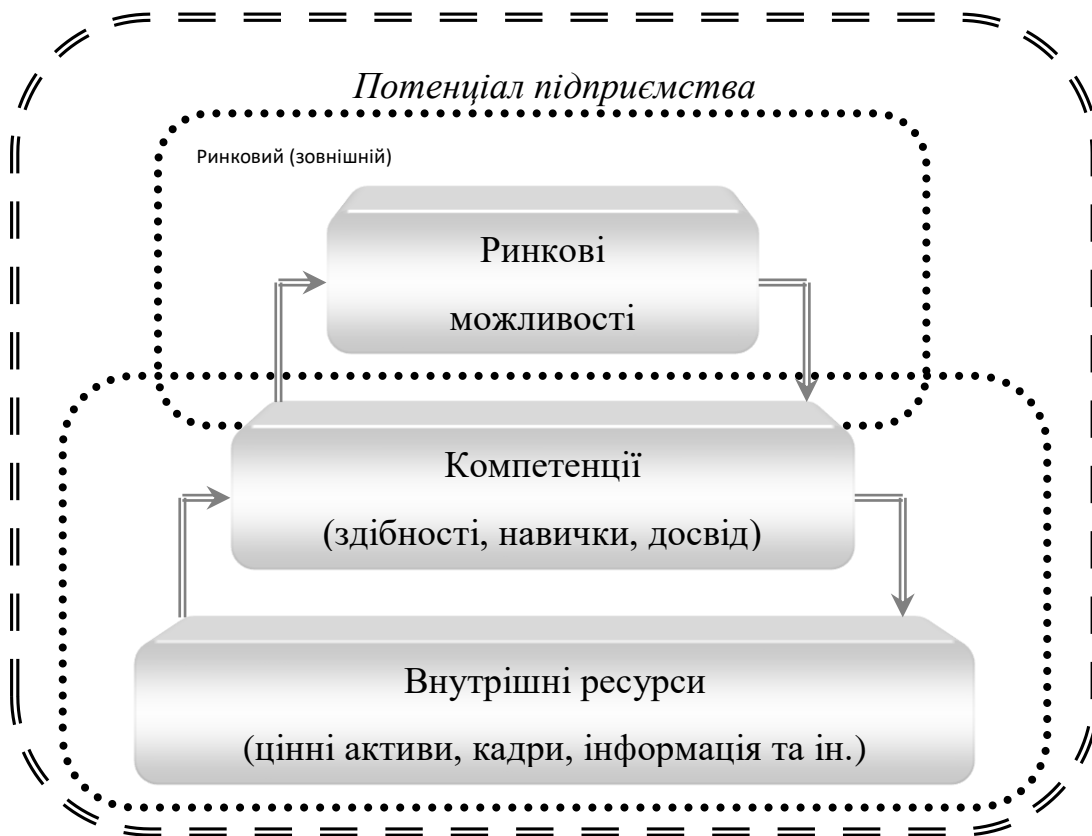 Потенціал підприємства
Ринковий (зовнішній)
Ринкові
можливості
Компетенції
(здібності, навички, досвід)
Внутрішні ресурси
(цінні активи, кадри, інформація та ін.)